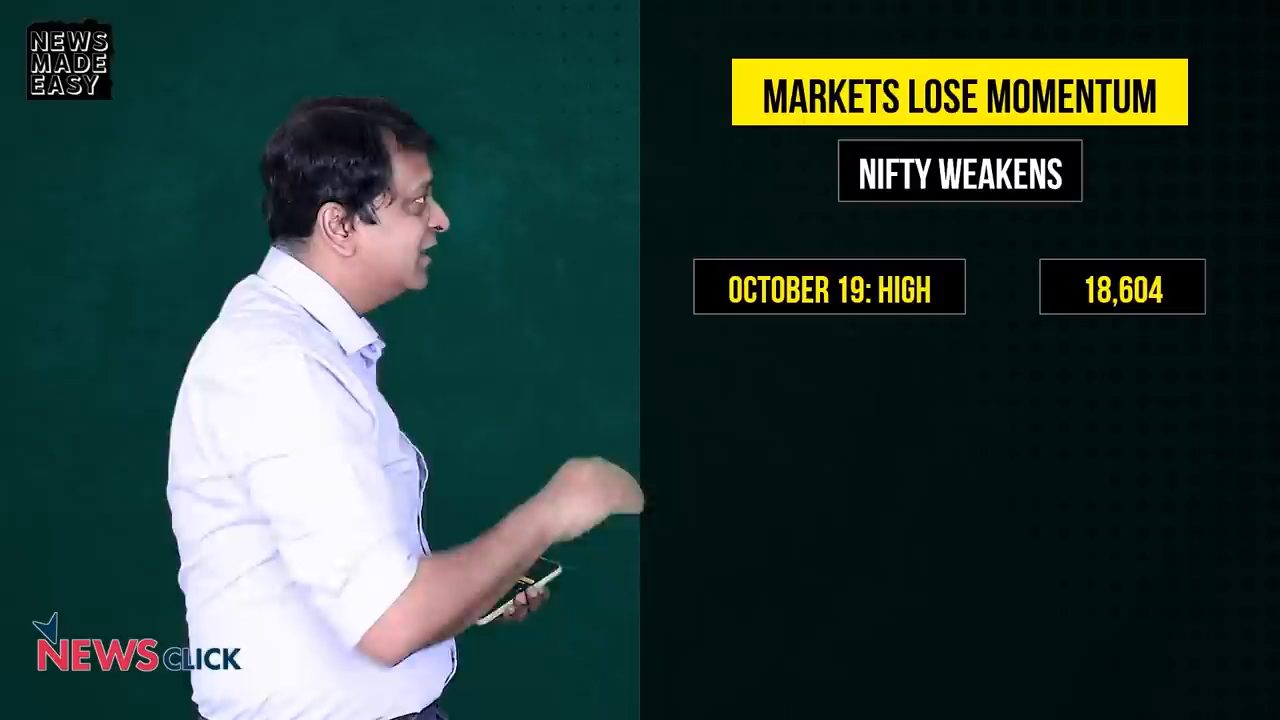 NEWS
MADE
EASY
MARKETS LOSE MOMENTUM
NIFTY WEAKENS
OCTOBER 19: HIGH
18,604
NEWSCLICK